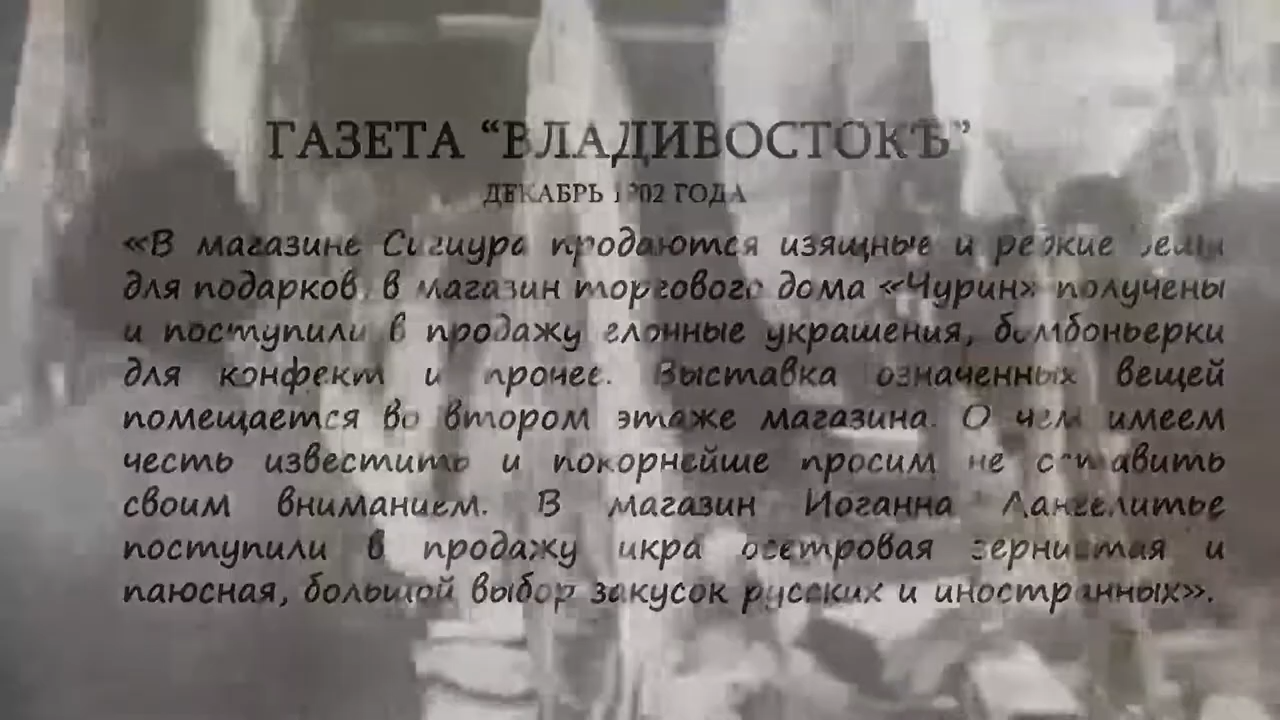 ГАЗЕТА “ВЛАДИВОСТОКЪ”
ДЕКАБРЬ 1902 ГОДА
«В магазине Сигиура продаются изящные и редкие
для подарков, в магазин торгового дома «Чурин» получены
и поступили в продажу елочные украшения, бомбоньерки
для конфект и прочее. Выставка означенных вещей
помещается во втором этаже магазина. О чем имеем
честь известить и покорнейше просим не оставить
своим вниманием. В магазин Иоганна Лангелитье
поступили в продажу икра осетровая зернистая и
паюсная, большой выбор закусок русских и иностранных».